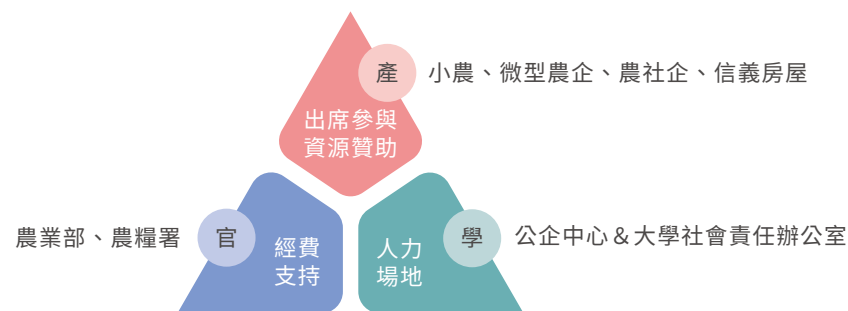 產
小農、微型農企、農社企、信義房屋
出席參與
資源贊助
農業部、農糧署
官
經費
支持
人力
場地
學
公企中心&大學社會責任辦公室